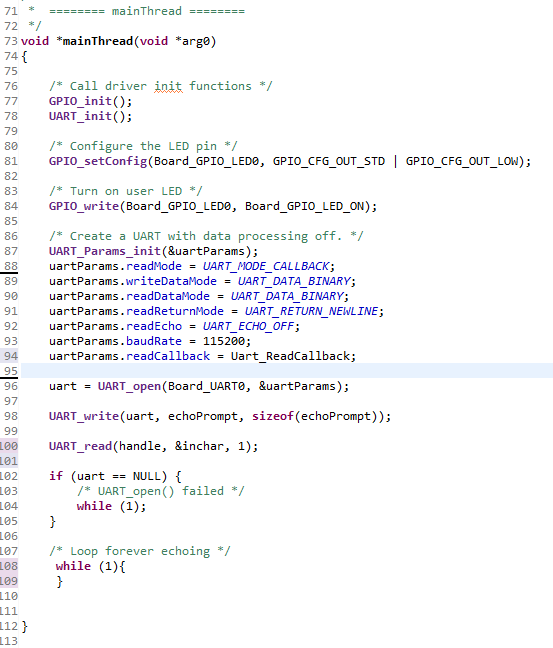 71 *  ======== mainThread ========
72 */
73 void *mainThread(void *arg0)
74 {
75
76     /* Call driver init functions */
77     GPIO_init();
78     UART_init();
79
80     /* Configure the LED pin */
81     GPIO_setConfig(Board_GPIO_LED0, GPIO_CFG_OUT_STD | GPIO_CFG_OUT_LOW);
82
83     /* Turn on user LED */
84     GPIO_write(Board_GPIO_LED0, Board_GPIO_LED_ON);
85
86     /* Create a UART with data processing off. */
87     UART_Params_init(&uartParams);
88     uartParams.readMode = UART_MODE_CALLBACK;
89     uartParams.writeDataMode = UART_DATA_BINARY;
90     uartParams.readDataMode = UART_DATA_BINARY;
91     uartParams.readReturnMode = UART_RETURN_NEWLINE;
92     uartParams.readEcho = UART_ECHO_OFF;
93     uartParams.baudRate = 115200;
94     uartParams.readCallback = Uart_ReadCallback;
95
96     uart = UART_open(Board_UART0, &uartParams);
97
98     UART_write(uart, echoPrompt, sizeof(echoPrompt));
99
100     UART_read(handle, &inchar, 1);
101
102     if (uart == NULL) {
103         /* UART_open() failed */
104         while (1);
105     }
106
107     /* Loop forever echoing */
108      while (1){
109      }
110
111
112 }
113